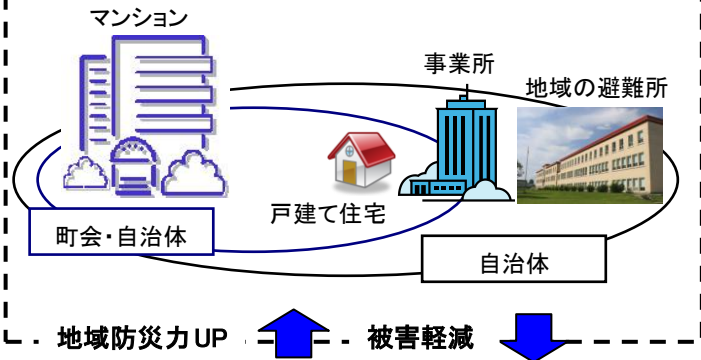 マンション
事業所
地域の避難所
戸建て住宅
町会・自治体
自治体
地域防災力UP
被害軽減